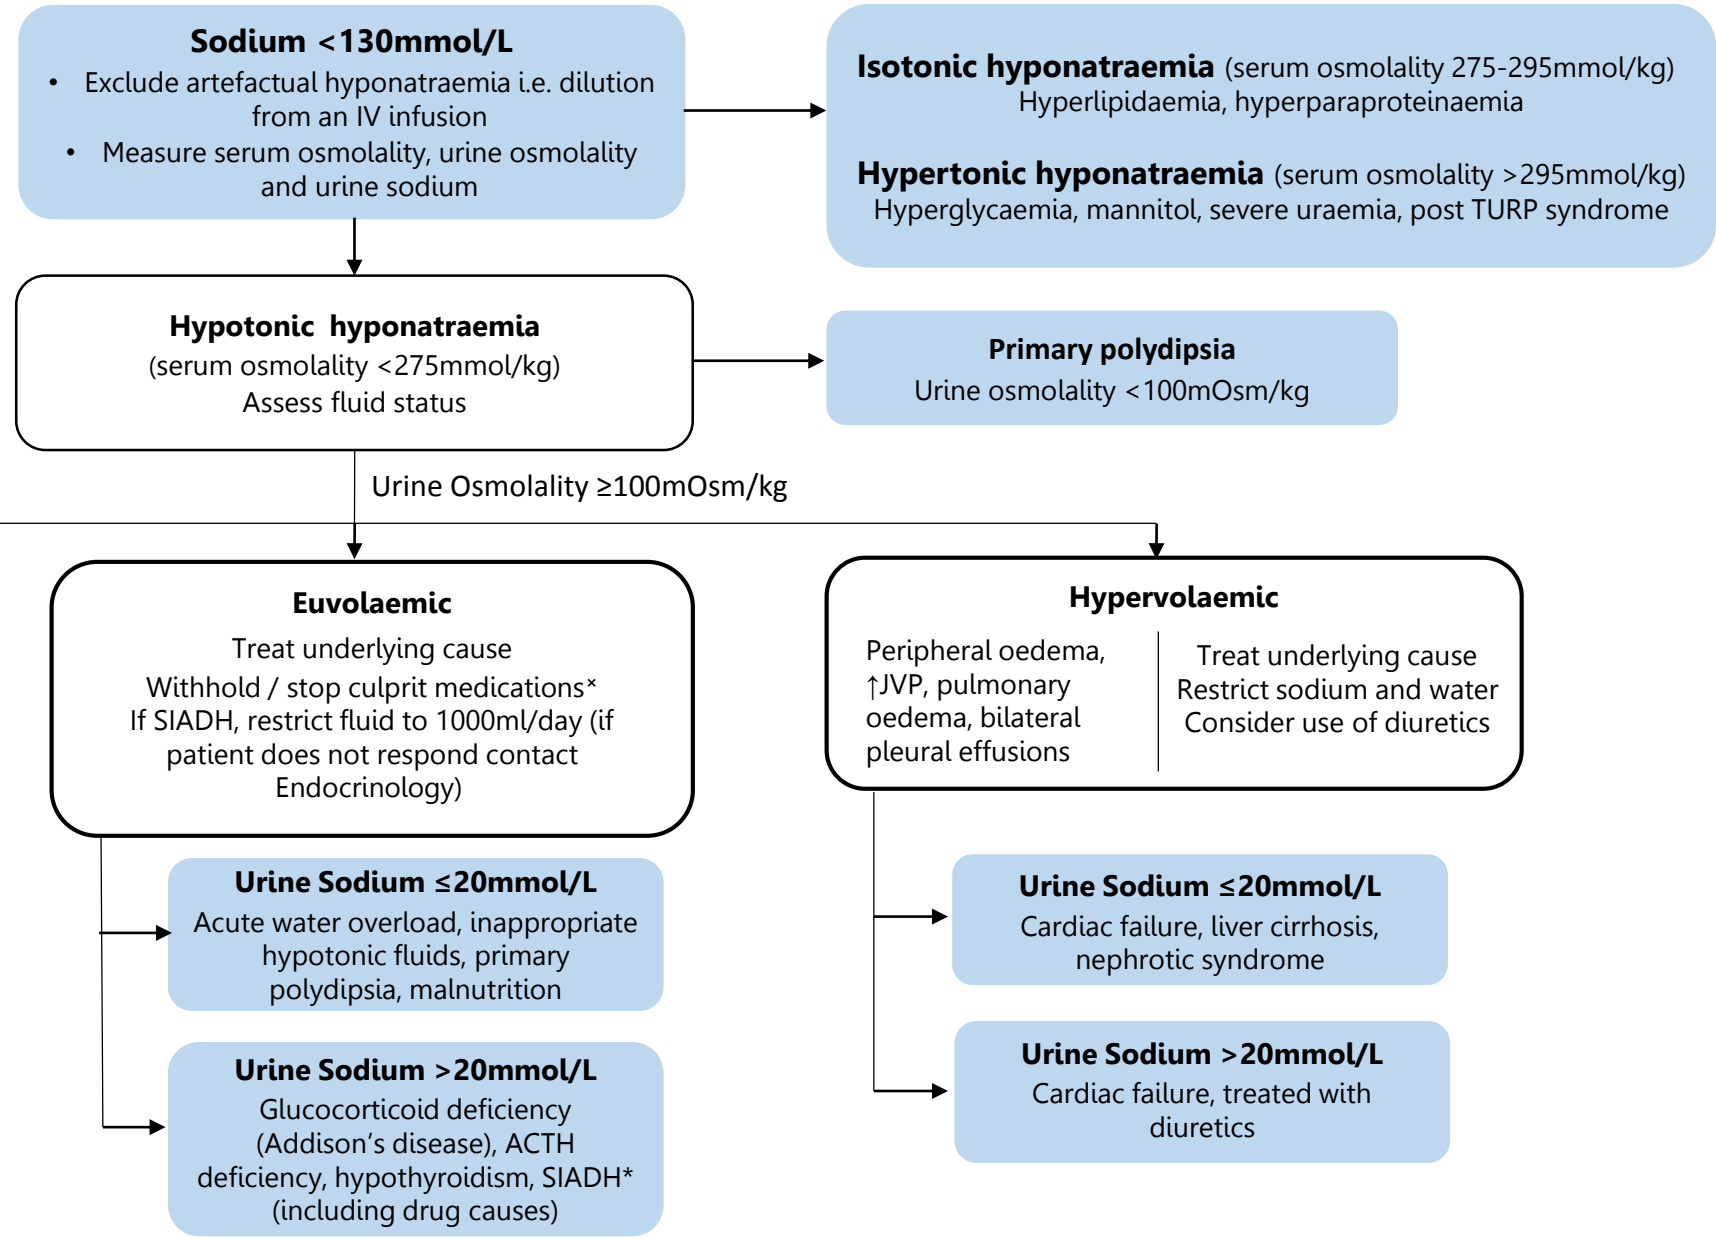 Sodium <130mmol/L
• Exclude artefactual hyponatraemia i.e. dilution
from an IV infusion
• Measure serum osmolality, urine osmolality
and urine sodium
Isotonic hyponatraemia (serum osmolality 275-295mmol/kg)
Hyperlipidaemia, hyperparaproteinaemia
Hypertonic hyponatraemia (serum osmolality >295mmol/kg)
Hyperglycaemia, mannitol, severe uraemia, post TURP syndrome
Hypotonic hyponatraemia
(serum osmolality <275mmol/kg)
Assess fluid status
Primary polydipsia
Urine osmolality <100mOsm/kg
Urine Osmolality ≥100mOsm/kg
Euvolaemic
Treat underlying cause
Withhold / stop culprit medications˟
If SIADH, restrict fluid to 1000ml/day (if
patient does not respond contact
Endocrinology)
Hypervolaemic
Peripheral oedema,
↑JVP, pulmonary
oedema, bilateral
pleural effusions
Treat underlying cause
Restrict sodium and water
Consider use of diuretics
Urine Sodium ≤20mmol/L
Acute water overload, inappropriate
hypotonic fluids, primary
polydipsia, malnutrition
Urine Sodium >20mmol/L
Glucocorticoid deficiency
(Addison's disease), ACTH
deficiency, hypothyroidism, SIADH*
(including drug causes)
Urine Sodium ≤20mmol/L
Cardiac failure, liver cirrhosis,
nephrotic syndrome
Urine Sodium >20mmol/L
Cardiac failure, treated with
diuretics